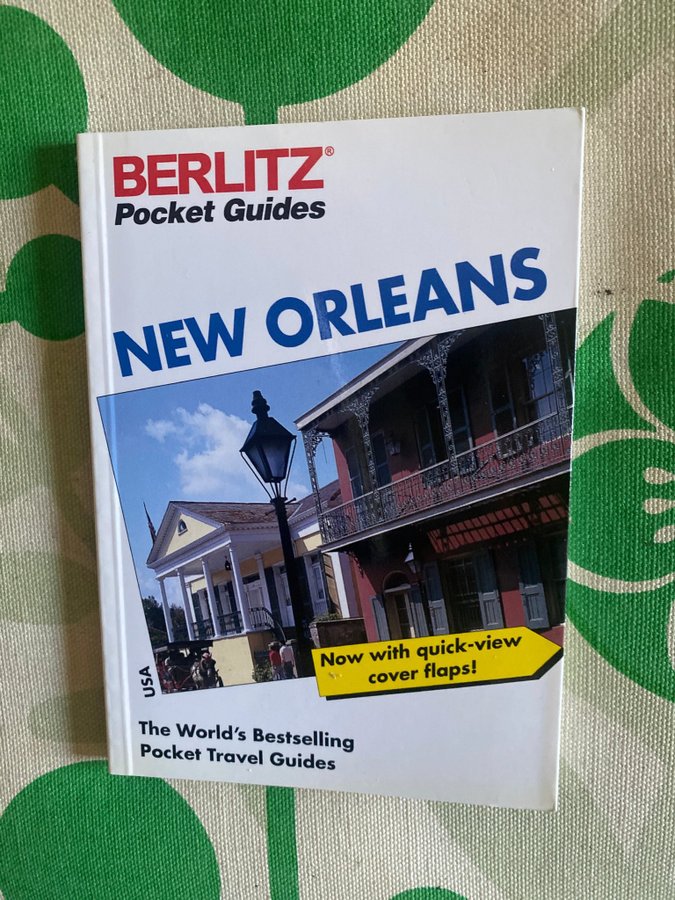 BERLITZ®
Pocket Guides
NEW ORLEANS
USA
Now with quick-view
cover flaps!
The World's Bestselling
Pocket Travel Guides